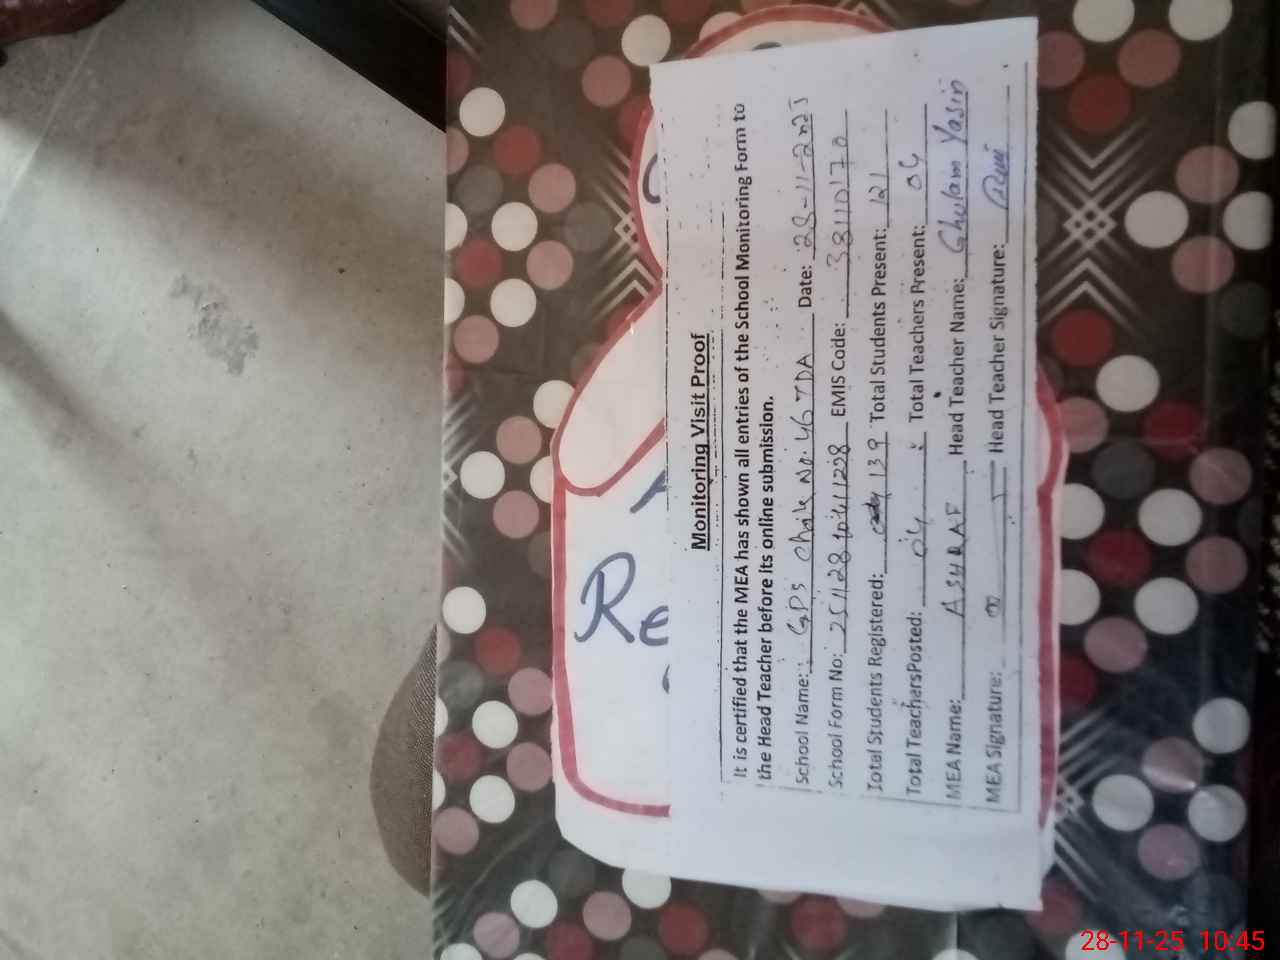 Monitoring Visit Proof
It is certified that the MEA has shown all entries of the School Monitoring Form to
the Head Teacher before its online submission.
School Name: GPS Chak No. 46 TDA Date: 28-11-2025
School Form No: EMIS Code: 38110170
Total Students Registered: 139 Total Students Present: 121
Total TeachersPosted: 04 Total Teachers Present: 04
MEA Name: ASHRAF Head Teacher Name: Ghulam Yasin
MEA Signature: Head Teacher Signature:
Re
28-11-25 10:45